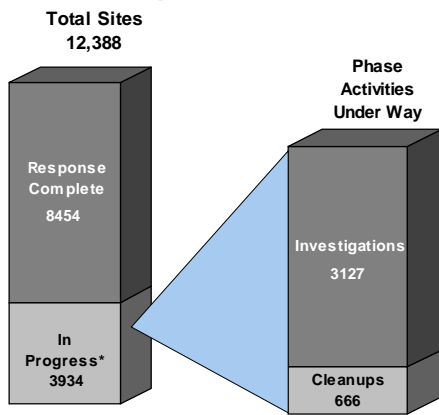 Total Sites
12,388
Response
Complete
8454
In
Progress*
3934
Phase
Activities
Under Way
Investigations
3127
Cleanups
666